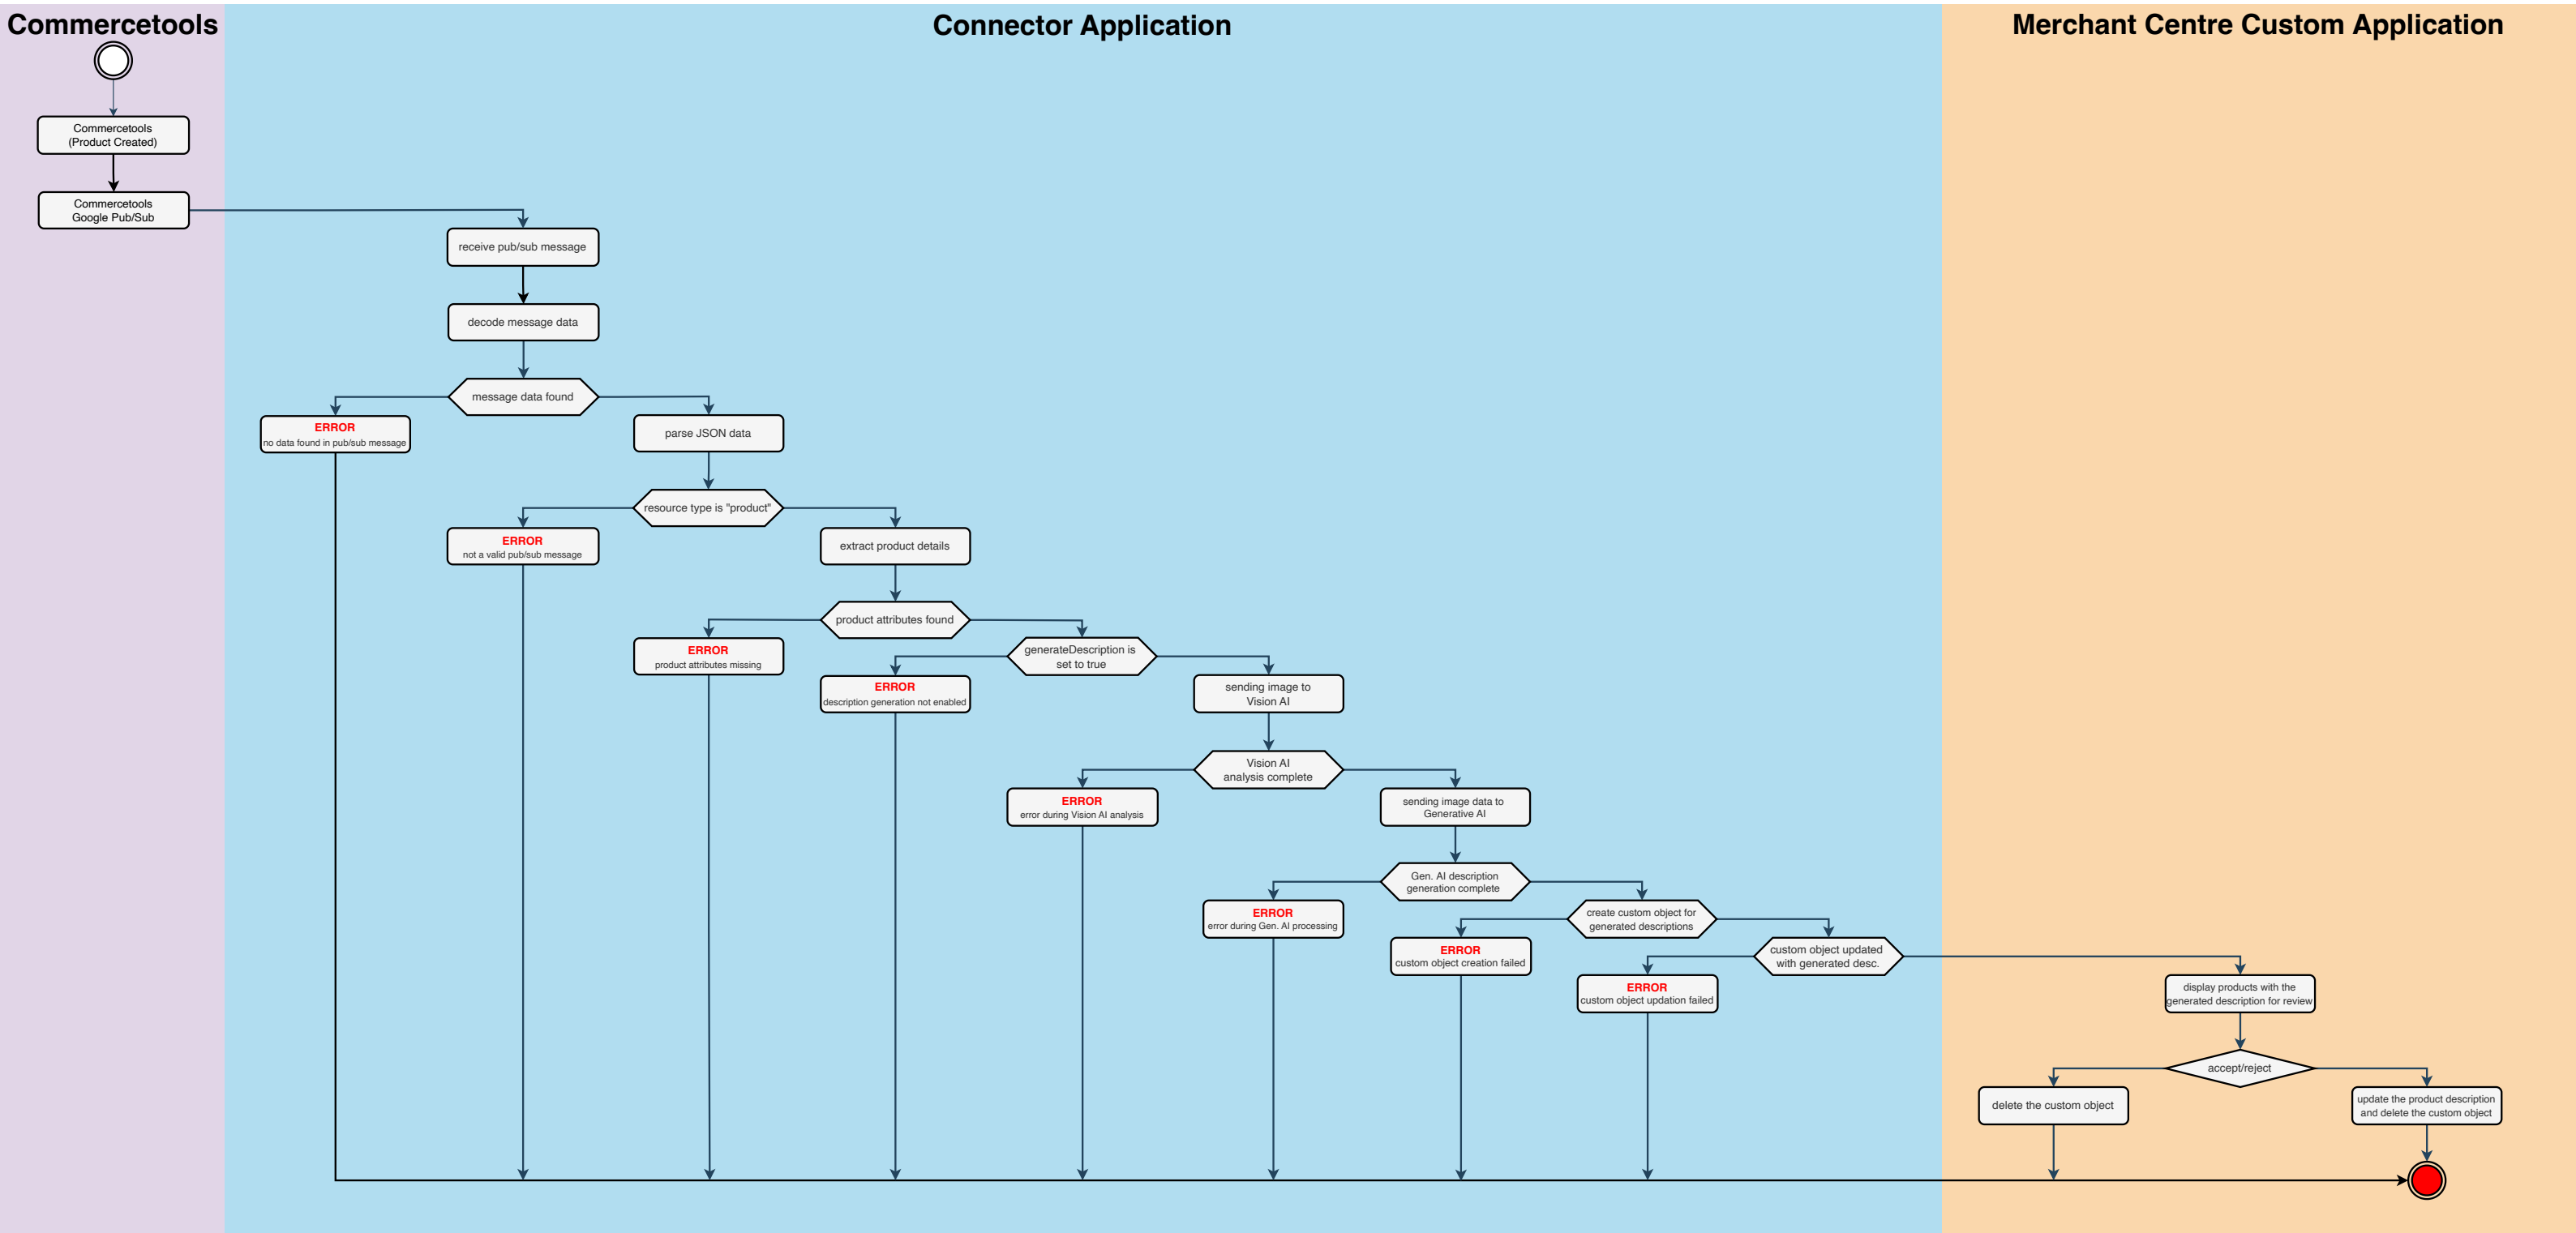 Commercetools
Connector Application
Merchant Centre Custom Application
Commercetools
(Product Created)
Commercetools
Google Pub/Sub
receive pub/sub message
decode message data
message data found
ERROR
no data found in pub/sub message
parse JSON data
resource type is "product"
ERROR
not a valid pub/sub message
extract product details
product attributes found
ERROR
product attributes missing
generateDescription is
set to true
ERROR
description generation not enabled
sending image to
Vision AI
Vision AI
analysis complete
ERROR
error during Vision AI analysis
sending image data to
Generative AI
Gen. AI description
generation complete
ERROR
error during Gen. AI processing
create custom object for
generated descriptions
ERROR
custom object creation failed
custom object updated
with generated desc.
ERROR
custom object updation failed
display products with the
generated description for review
accept/reject
delete the custom object
update the product description
and delete the custom object